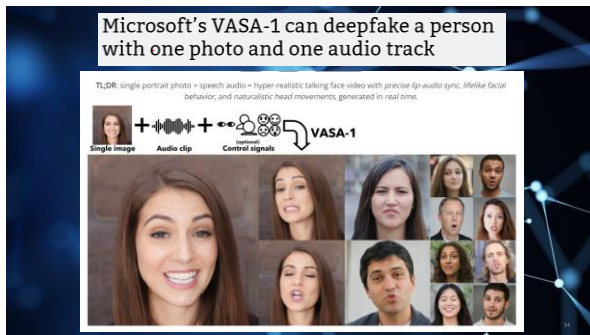 Microsoft's VASA-1 can deepfake a person
with one photo and one audio track
TL;DR: single portrait photo + speech audio = hyper-realistic talking face video with precise lip-audio sync, lifelike facial
behavior, and naturalistic head movements, generated in real time.
VASA-1
(optional)
Single image Audio clip Control signals
34